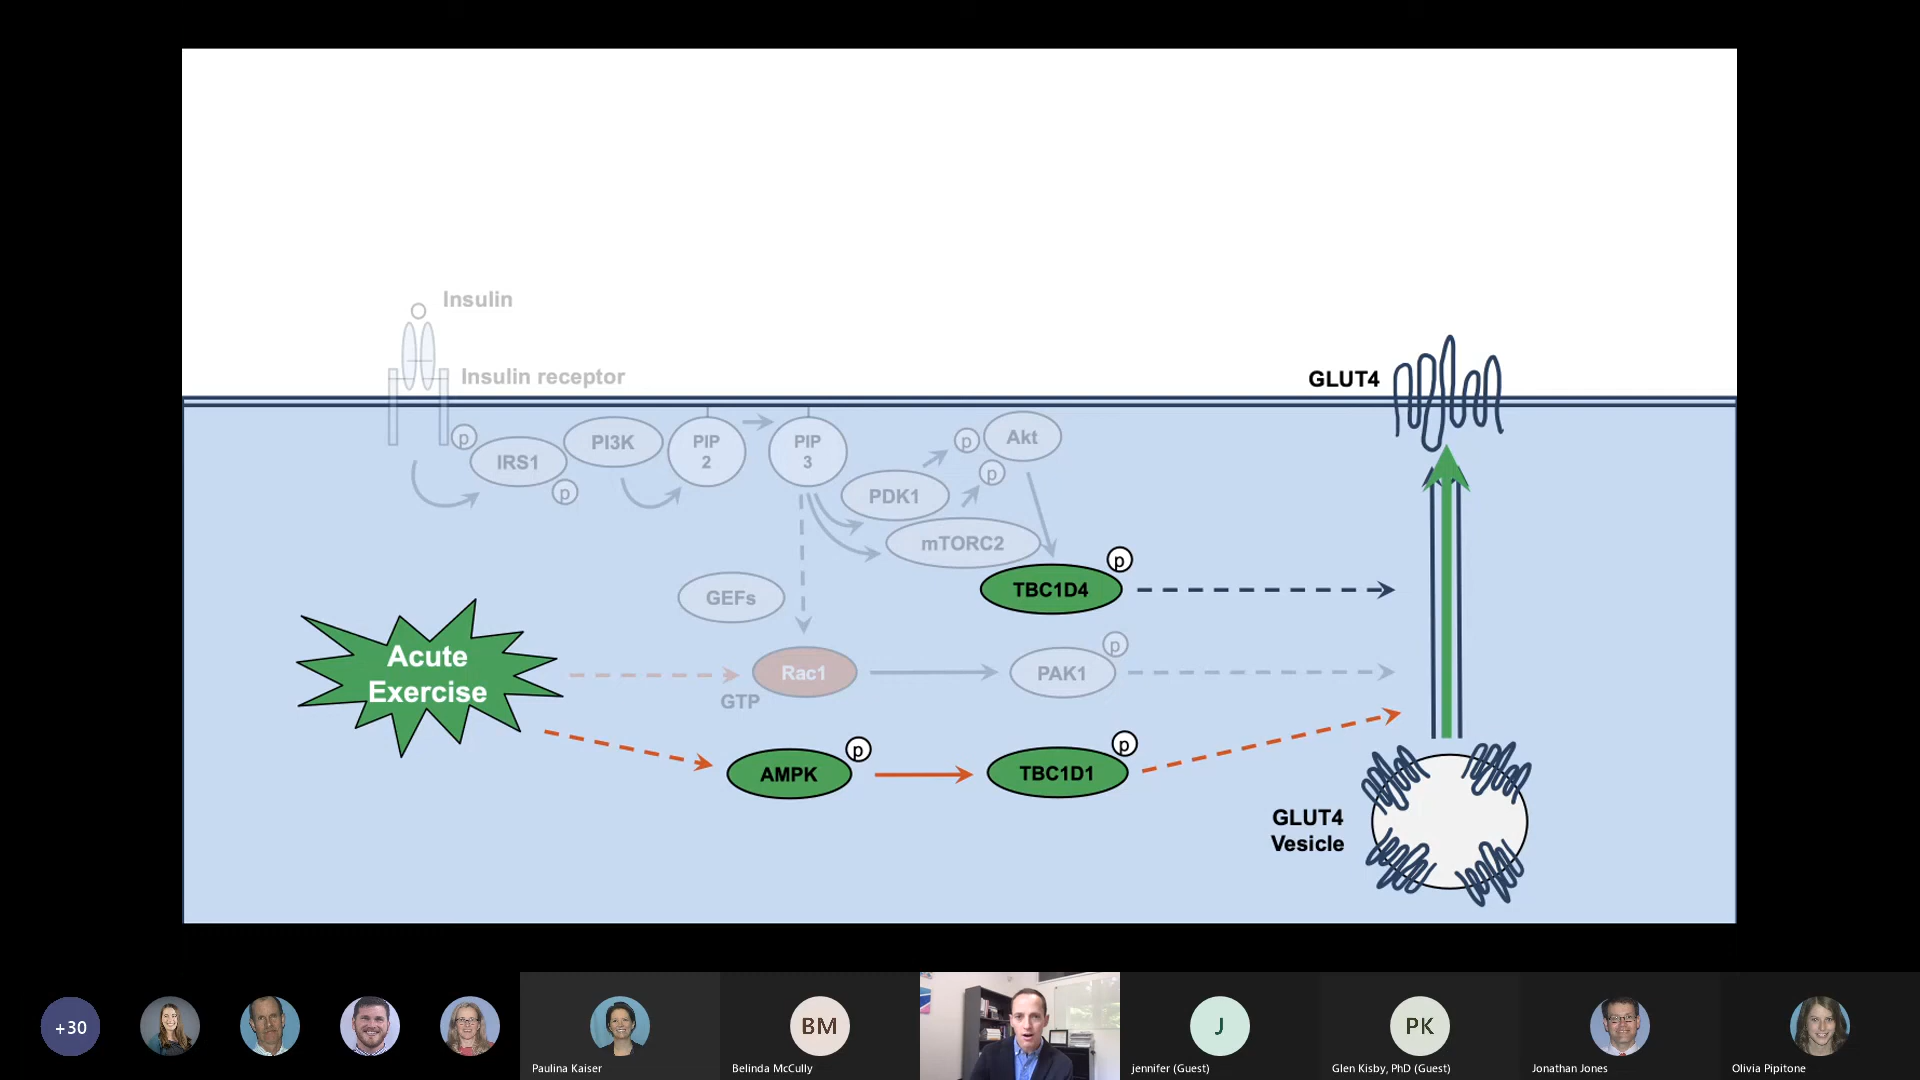 Insulin
Insulin receptor
GLUT4
p
IRS1
p
PI3K
PIP
2
PIP
3
p
Akt
p
PDK1
mTORC2
p
TBC1D4
GEFs
Acute
Exercise
Rac1
GTP
p
PAK1
p
AMPK
p
TBC1D1
GLUT4
Vesicle
+30
Paulina Kaiser
BM
Belinda McCully
J
jennifer (Guest)
PK
Glen Kisby, PhD (Guest)
Jonathan Jones
Olivia Pipitone